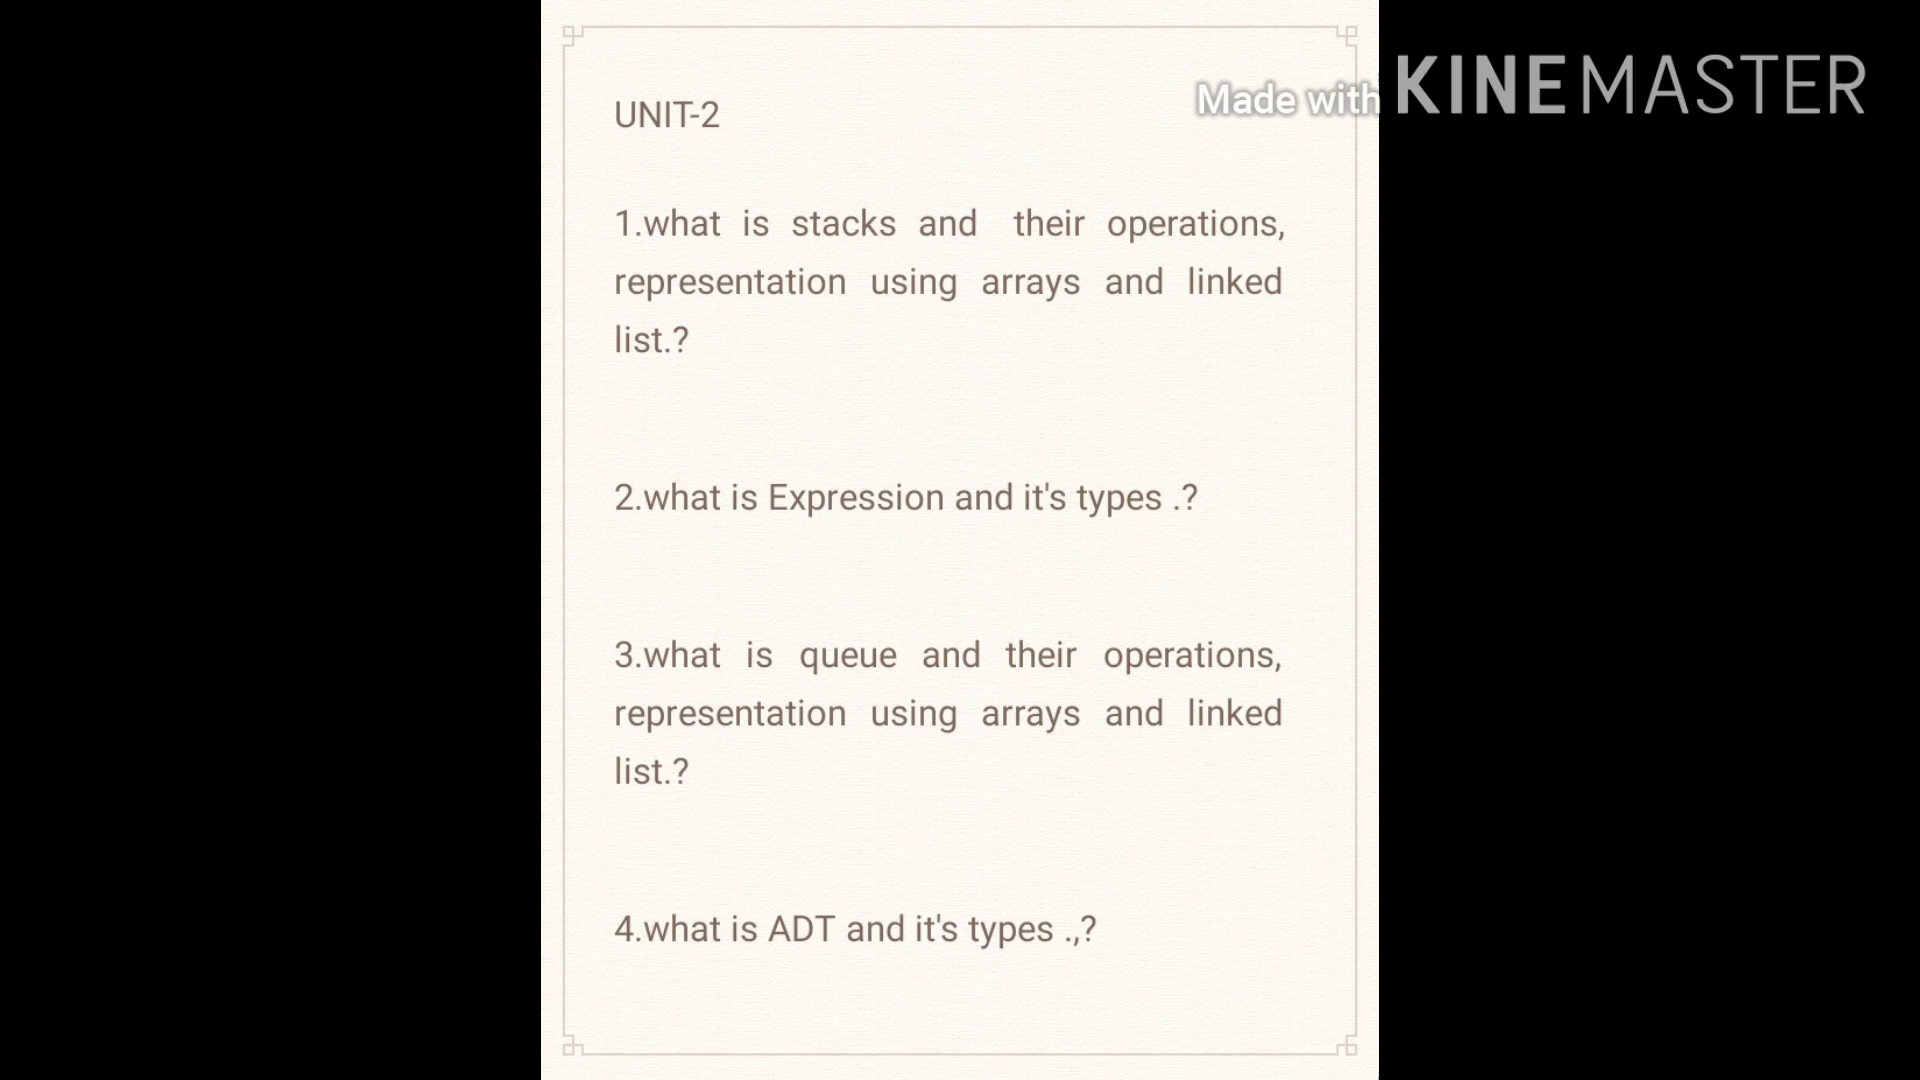 Made with KINEMASTER
UNIT-2
1.what is stacks and their operations,
representation using arrays and linked
list.?
2.what is Expression and it's types .?
3.what is queue and their operations,
representation using arrays and linked
list.?
4.what is ADT and it's types .,?